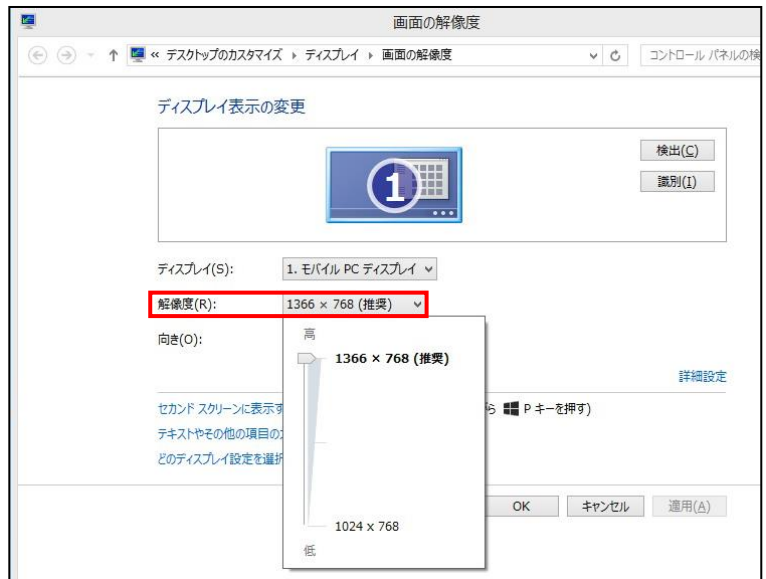 画面の解像度
« デスクトップのカスタマイズ ▸ ディスプレイ ▸ 画面の解像度
コントロール パネルの検
ディスプレイ表示の変更
1
検出(C)
識別(I)
ディスプレイ(S): 1. モバイル PC ディスプレイ
解像度(R): 1366 × 768 (推奨)
向き(O):
高
1366 × 768 (推奨)
詳細設定
セカンド スクリーンに表示す
P キーを押す)
テキストやその他の項目の
どのディスプレイ設定を選択
1024 x 768
低
OK キャンセル 適用(A)